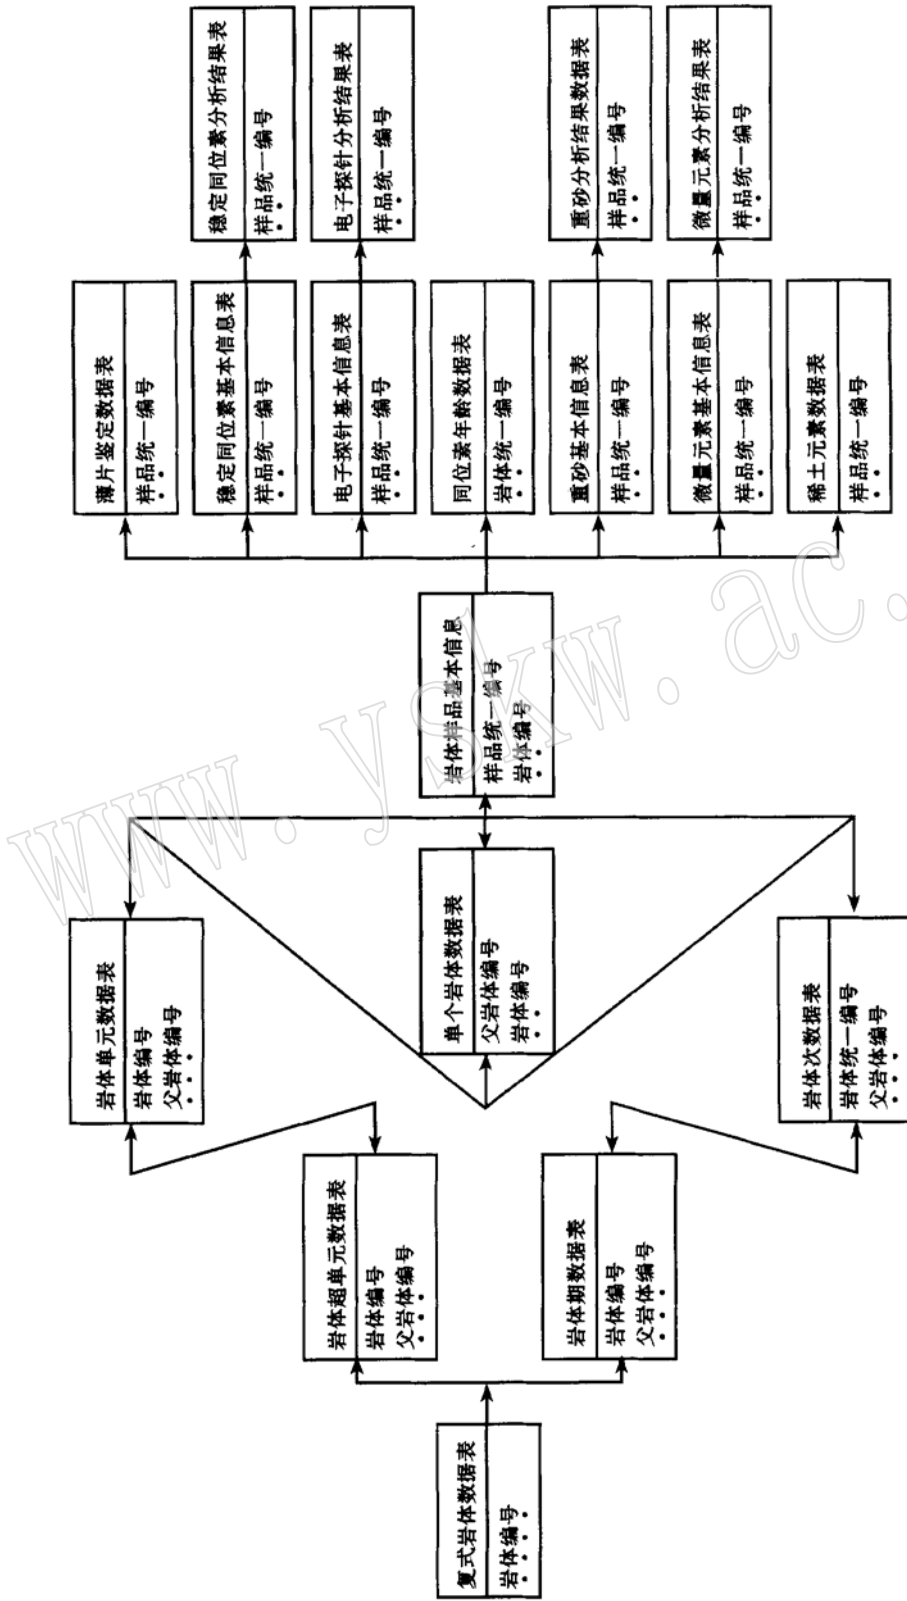 复式岩体数据表
岩体编号
岩体超单元数据表
岩体编号
父岩体编号
岩体期数据表
岩体编号
父岩体编号
岩体单元数据表
岩体编号
父岩体编号
单个岩体数据表
父岩体编号
岩体编号
岩体次数据表
岩体统一编号
父岩体编号
岩体样品基本信息
样品统一编号
岩体编号
薄片鉴定数据表
样品统一编号
稳定同位素基本信息表
样品统一编号
电子探针基本信息表
样品统一编号
同位素年龄数据表
岩体统一编号
重砂基本信息表
样品统一编号
微量元素基本信息表
样品统一编号
稀土元素数据表
样品统一编号
稳定同位素分析结果表
样品统一编号
电子探针分析结果表
样品统一编号
重砂分析结果数据表
样品统一编号
微量元素分析结果表
样品统一编号
www.yskw.ac.